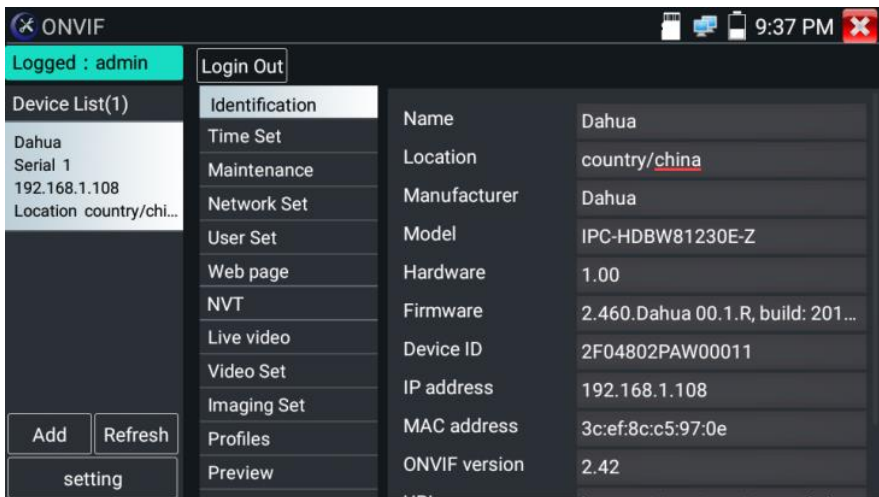 ONVIF
9:37 PM
Logged : admin
Login Out
Device List(1)
Dahua
Serial 1
192.168.1.108
Location country/chi...
Add
Refresh
setting
Identification
Time Set
Maintenance
Network Set
User Set
Web page
NVT
Live video
Video Set
Imaging Set
Profiles
Preview
Name Dahua
Location country/china
Manufacturer Dahua
Model IPC-HDBW81230E-Z
Hardware 1.00
Firmware 2.460.Dahua 00.1.R, build: 201...
Device ID 2F04802PAW00011
IP address 192.168.1.108
MAC address 3c:ef:8c:c5:97:0e
ONVIF version 2.42